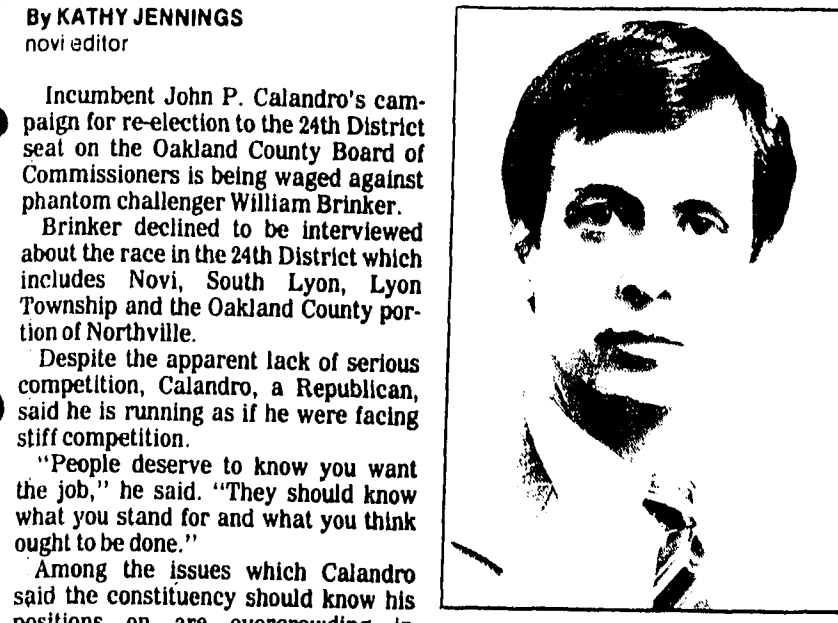 By KATHY JENNINGS
novi editor
Incumbent John P. Calandro's cam-
paign for re-election to the 24th District
seat on the Oakland County Board of
Commissioners is being waged against
phantom challenger William Brinker.
Brinker declined to be interviewed
about the race in the 24th District which
includes Novi, South Lyon, Lyon
Township and the Oakland County por-
tion of Northville.
Despite the apparent lack of serious
competition, Calandro, a Republican,
said he is running as if he were facing
stiff competition.
"People deserve to know you want
the job," he said. "They should know
what you stand for and what you think
ought to be done."
Among the issues which Calandro
said the constituency should know his
positions on are overcrowding in